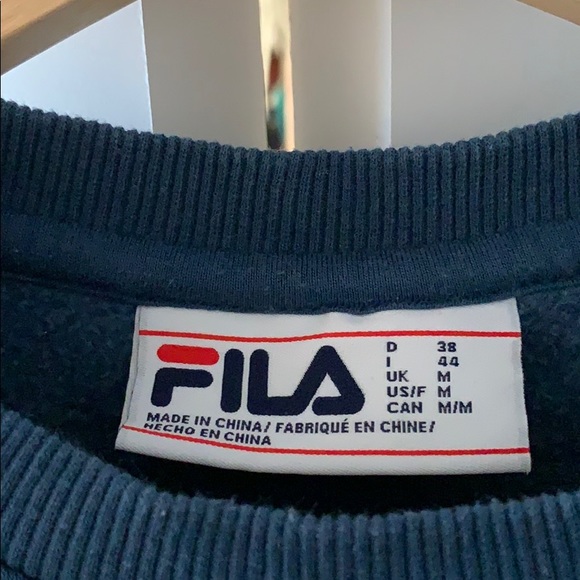 FILA
D 38
I 44
UK M
US/F M
CAN M/M
MADE IN CHINA/ FABRIQUÉ EN CHINE/
HECHO EN CHINA